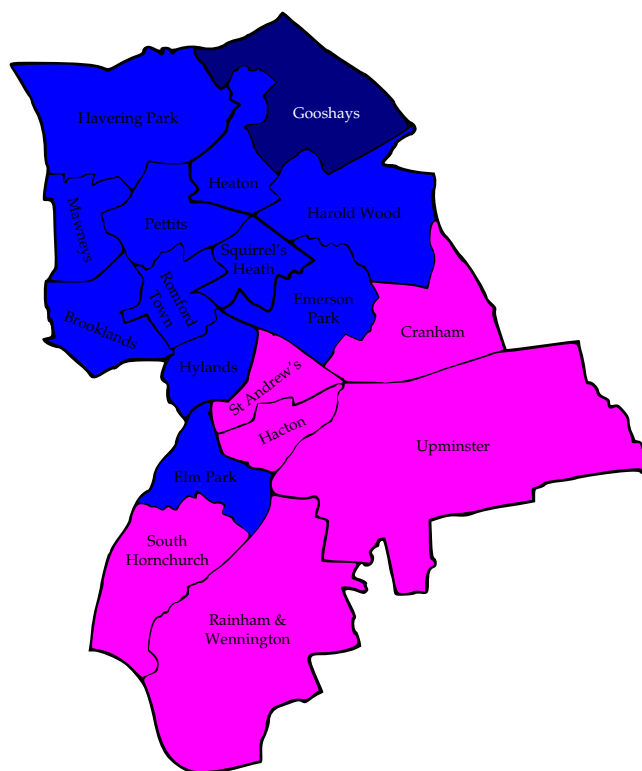 Gooshays
Havering Park
Heaton
Mawneys
Harold Wood
Pettits
Squirrel's
Heath
Romford
Town
Emerson
Park
Brooklands
Cranham
Hylands
St Andrew's
Hacton
Upminster
Elm Park
South
Hornchurch
Rainham &
Wennington